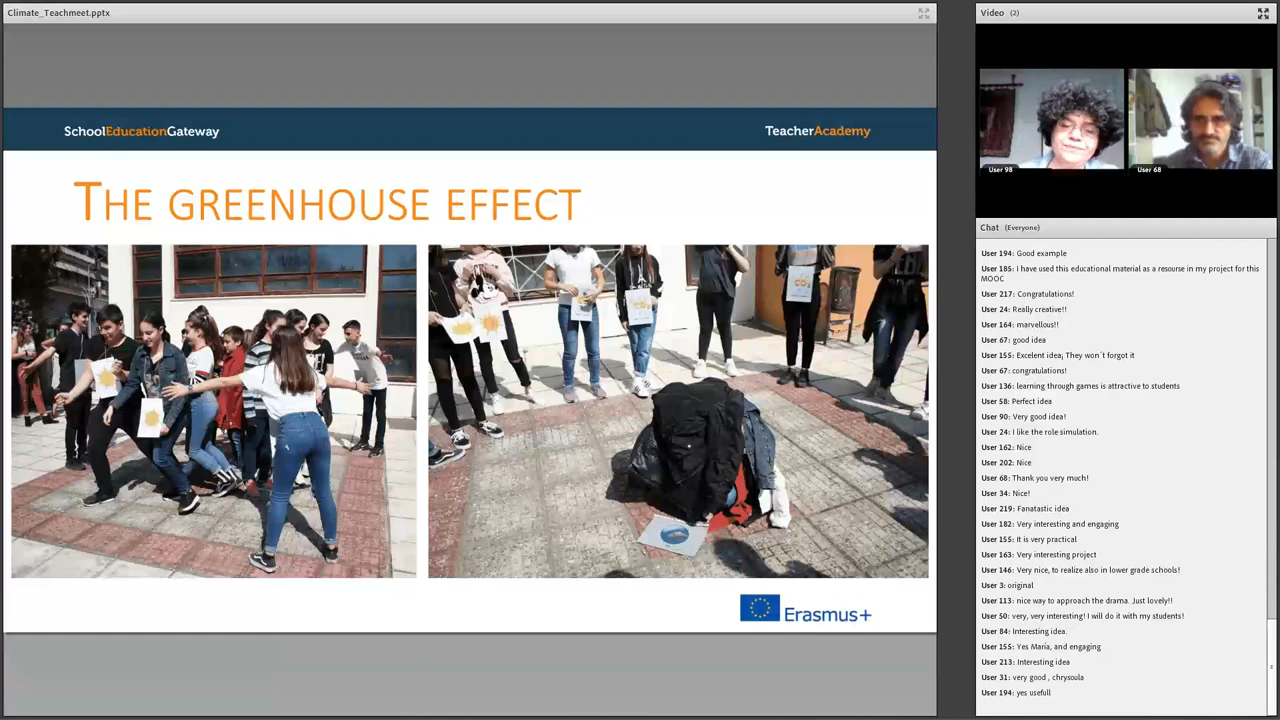 Climate_Teachmeet.pptx
SchoolEducationGateway
TeacherAcademy
THE GREENHOUSE EFFECT
Erasmus+
Video (2)
User 98
User 68
Chat (Everyone)
User 194: Good example
User 185: I have used this educational material as a resourse in my project for this
MOOC
User 217: Congratulations!
User 24: Really creative!!
User 164: marvellous!!
User 67: good idea
User 155: Excelent idea¡ They won´t forgot it
User 67: congratulations!
User 136: learning through games is attractive to students
User 58: Perfect idea
User 90: Very good idea!
User 24: I like the role simulation.
User 162: Nice
User 202: Nice
User 68: Thank you very much!
User 34: Nice!
User 219: Fanatastic idea
User 182: Very interesting and engaging
User 155: It is very practical
User 163: Very interesting project
User 146: Very nice, to realize also in lower grade schools!
User 3: original
User 113: nice way to approach the drama. Just lovely!!
User 50: very, very interesting! I will do it with my students!
User 84: Interesting idea.
User 155: Yes María, and engaging
User 213: Interesting idea
User 31: very good , chrysoula
User 194: yes usefull